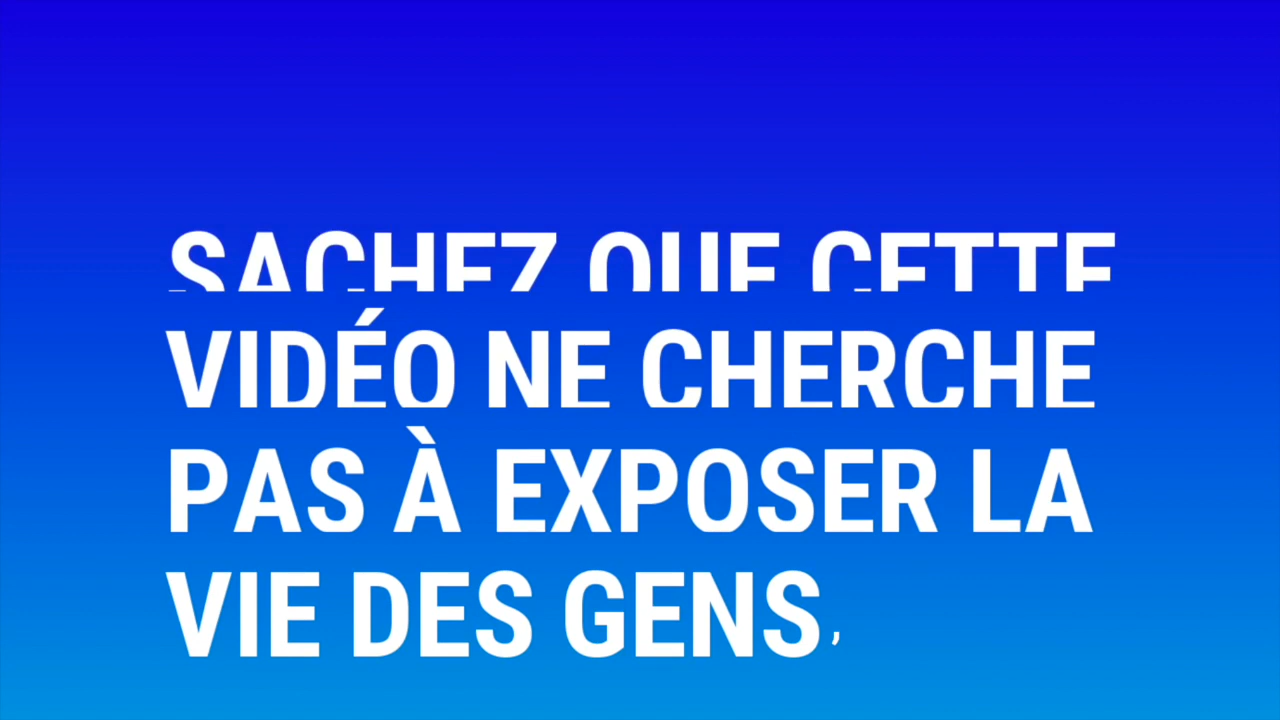 SACHEZ QUE CETTE
VIDÉO NE CHERCHE
PAS À EXPOSER LA
VIE DES GENS,